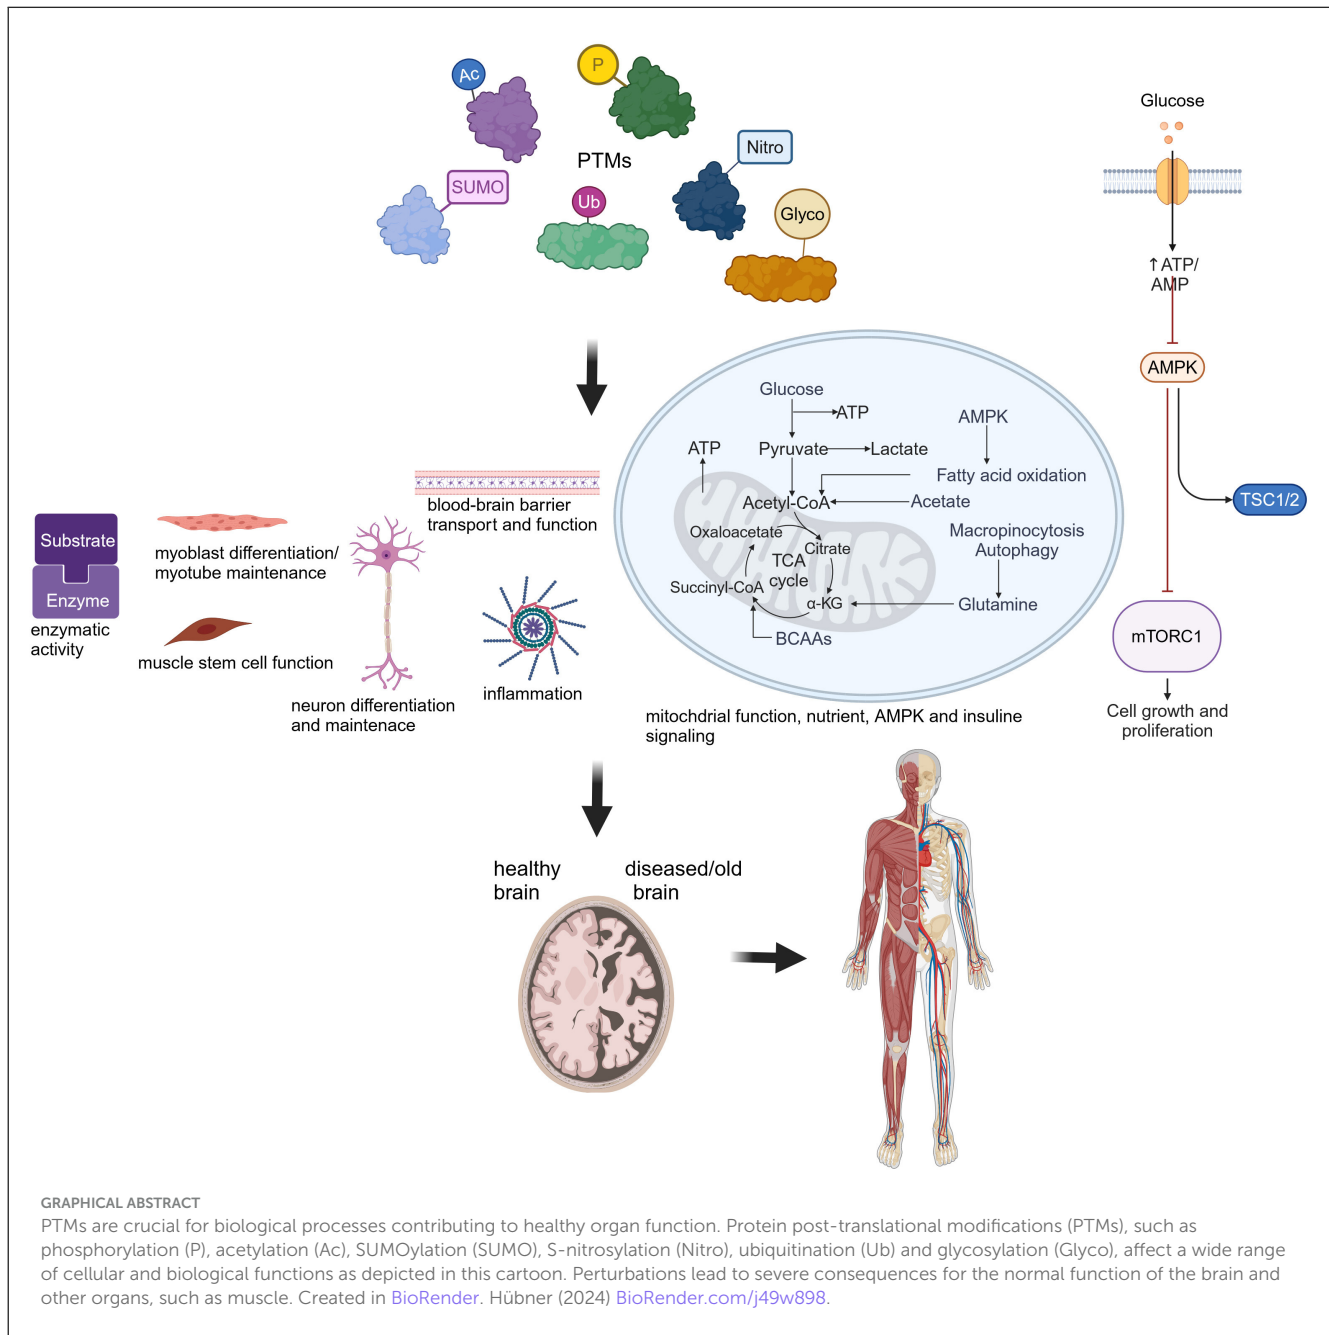 Ac
P
PTMs
Nitro
SUMO
Ub
Glyco
Glucose
↑ATP/
AMP
AMPK
TSC1/2
mTORC1
Cell growth and
proliferation
Glucose
ATP
AMPK
ATP
Pyruvate
Lactate
Fatty acid oxidation
Acetyl-CoA
Acetate
Oxaloacetate
Citrate
Macropinocytosis
Autophagy
TCA
cycle
Succinyl-CoA
α-KG
Glutamine
BCAAs
mitochdrial function, nutrient, AMPK and insuline
signaling
blood-brain barrier
transport and function
Substrate
Enzyme
enzymatic
activity
myoblast differentiation/
myotube maintenance
muscle stem cell function
neuron differentiation
and maintenace
inflammation
healthy
brain
diseased/old
brain
GRAPHICAL ABSTRACT
PTMs are crucial for biological processes contributing to healthy organ function. Protein post-translational modifications (PTMs), such as
phosphorylation (P), acetylation (Ac), SUMOylation (SUMO), S-nitrosylation (Nitro), ubiquitination (Ub) and glycosylation (Glyco), affect a wide range
of cellular and biological functions as depicted in this cartoon. Perturbations lead to severe consequences for the normal function of the brain and
other organs, such as muscle. Created in BioRender. Hübner (2024) BioRender.com/j49w898.